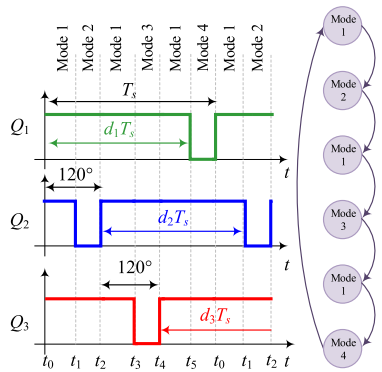 Mode 1 Mode 2 Mode 1 Mode 3 Mode 1 Mode 4 Mode 1 Mode 2
Tₛ
Q₁
d₁Tₛ
t
120°
Q₂
d₂Tₛ
t
120°
Q₃
d₃Tₛ
t₀ t₁ t₂ t₃ t₄ t₅ t₀ t₁ t₂ t
Mode
1
Mode
2
Mode
1
Mode
3
Mode
1
Mode
4